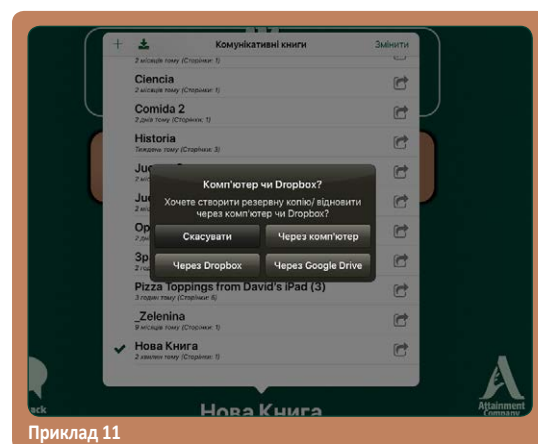 Комунікативні книги
Змінити
2 місяців тому (Сторінки: 1)
Ciencia
2 місяців тому (Сторінки: 1)
Comida 2
2 днів тому (Сторінки: 1)
Historia
Тиждень тому (Сторінки: 3)
Комп'ютер чи Dropbox?
Хочете створити резервну копію/ відновити
через комп'ютер чи Dropbox?
Скасувати
Через комп'ютер
Через Dropbox
Через Google Drive
Pizza Toppings from David's iPad (3)
3 годин тому (Сторінки: 6)
_Zelenina
9 місяців тому (Сторінки: 1)
Нова Книга
2 хвилин тому (Сторінки: 1)
Нова Книга
Attainment
Company
Приклад 11